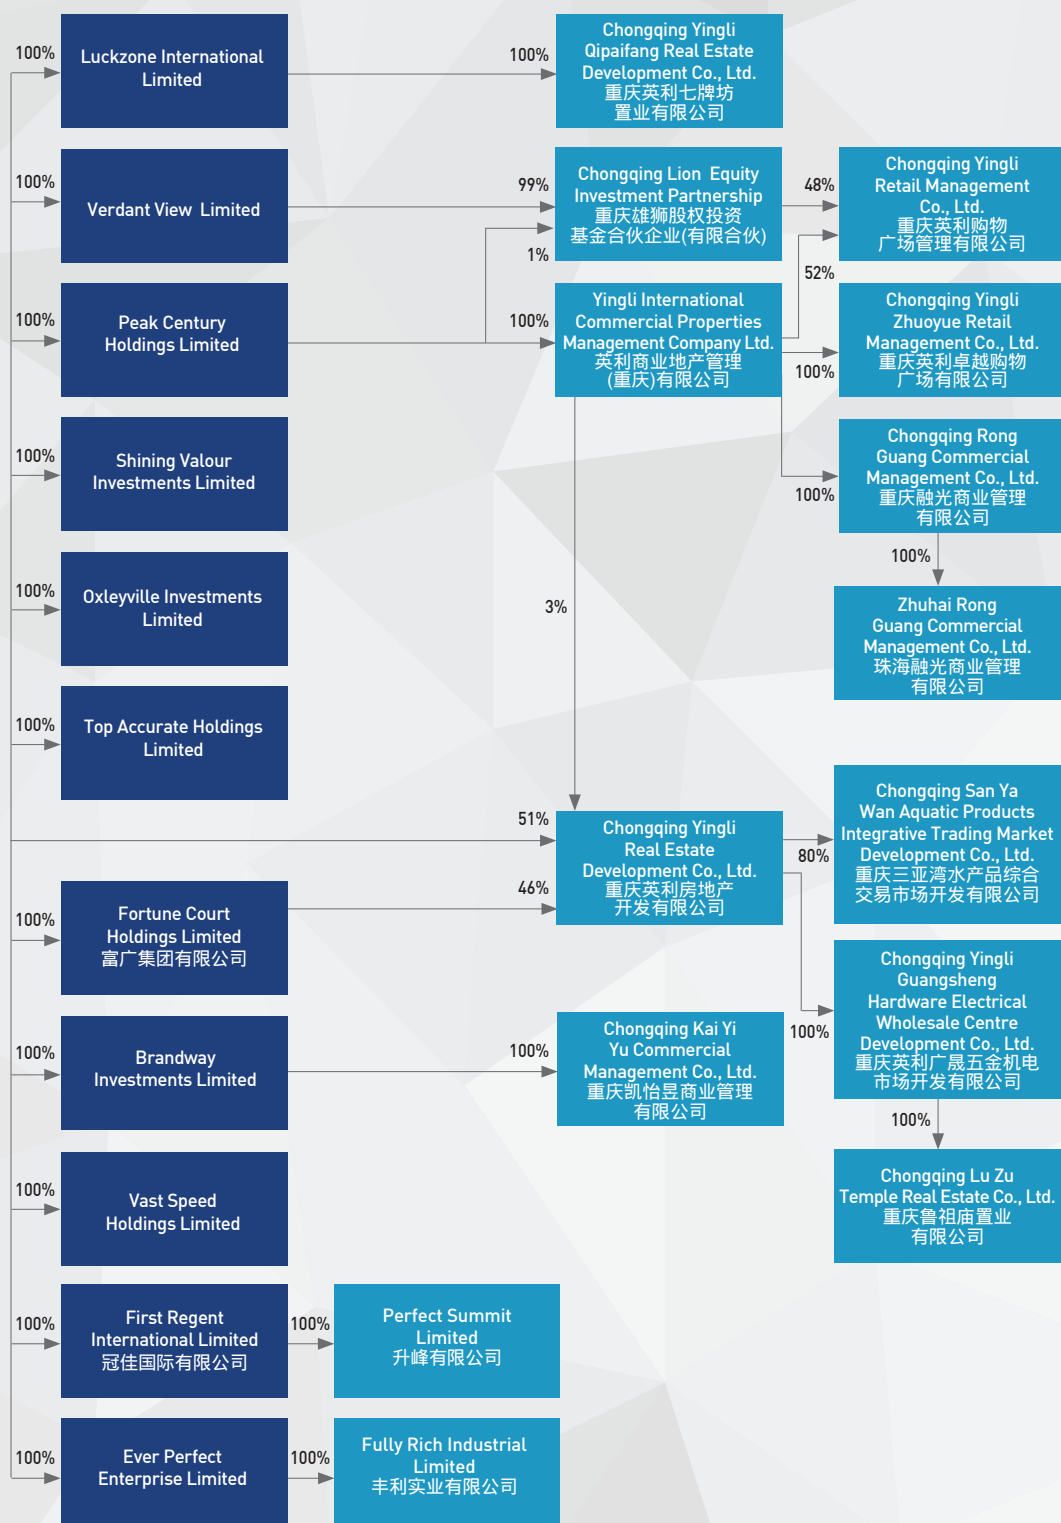 100%
Luckzone International
Limited
100%
Chongqing Yingli
Qipaifang Real Estate
Development Co., Ltd.
重庆英利七牌坊
置业有限公司
100%
Verdant View Limited
99%
Chongqing Lion Equity
Investment Partnership
重庆雄狮股权投资
基金合伙企业(有限合伙)
1%
48%
Chongqing Yingli
Retail Management
Co., Ltd.
重庆英利购物
广场管理有限公司
52%
100%
Peak Century
Holdings Limited
100%
Yingli International
Commercial Properties
Management Company Ltd.
英利商业地产管理
(重庆)有限公司
100%
Chongqing Yingli
Zhuoyue Retail
Management Co., Ltd.
重庆英利卓越购物
广场有限公司
100%
Shining Valour
Investments Limited
100%
Chongqing Rong
Guang Commercial
Management Co., Ltd.
重庆融光商业管理
有限公司
100%
100%
Oxleyville Investments
Limited
3%
Zhuhai Rong
Guang Commercial
Management Co., Ltd.
珠海融光商业管理
有限公司
100%
Top Accurate Holdings
Limited
51%
Chongqing Yingli
Real Estate
Development Co., Ltd.
重庆英利房地产
开发有限公司
80%
Chongqing San Ya
Wan Aquatic Products
Integrative Trading Market
Development Co., Ltd.
重庆三亚湾水产品综合
交易市场开发有限公司
100%
Fortune Court
Holdings Limited
富广集团有限公司
46%
100%
Chongqing Yingli
Guangsheng
Hardware Electrical
Wholesale Centre
Development Co., Ltd.
重庆英利广晟五金机电
市场开发有限公司
100%
Brandway
Investments Limited
100%
Chongqing Kai Yi
Yu Commercial
Management Co., Ltd.
重庆凯怡昱商业管理
有限公司
100%
Chongqing Lu Zu
Temple Real Estate Co., Ltd.
重庆鲁祖庙置业
有限公司
100%
Vast Speed
Holdings Limited
100%
First Regent
International Limited
冠佳国际有限公司
100%
Perfect Summit
Limited
升峰有限公司
100%
Ever Perfect
Enterprise Limited
100%
Fully Rich Industrial
Limited
丰利实业有限公司